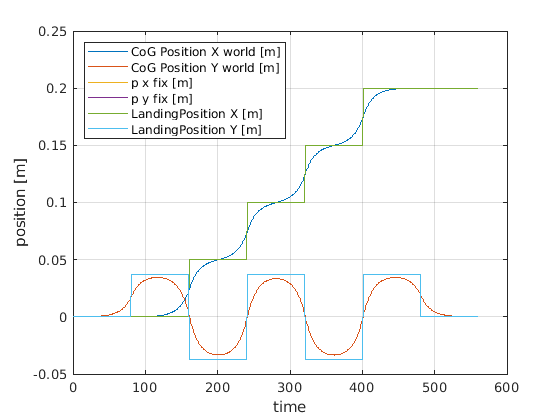 0.25
CoG Position X world [m]
CoG Position Y world [m]
p x fix [m]
p y fix [m]
LandingPosition X [m]
LandingPosition Y [m]
0.2
0.15
0.1
0.05
0
-0.05
position [m]
0 100 200 300 400 500 600
time